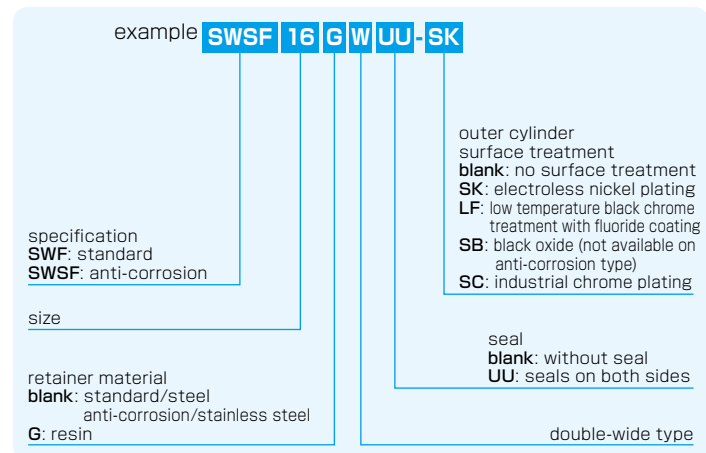 example SWSF 16 G W UU - SK
outer cylinder
surface treatment
blank: no surface treatment
SK: electroless nickel plating
LF: low temperature black chrome
treatment with fluoride coating
SB: black oxide (not available on
anti-corrosion type)
SC: industrial chrome plating
specification
SWF: standard
SWSF: anti-corrosion
size
seal
blank: without seal
UU: seals on both sides
retainer material
blank: standard/steel
anti-corrosion/stainless steel
G: resin
double-wide type